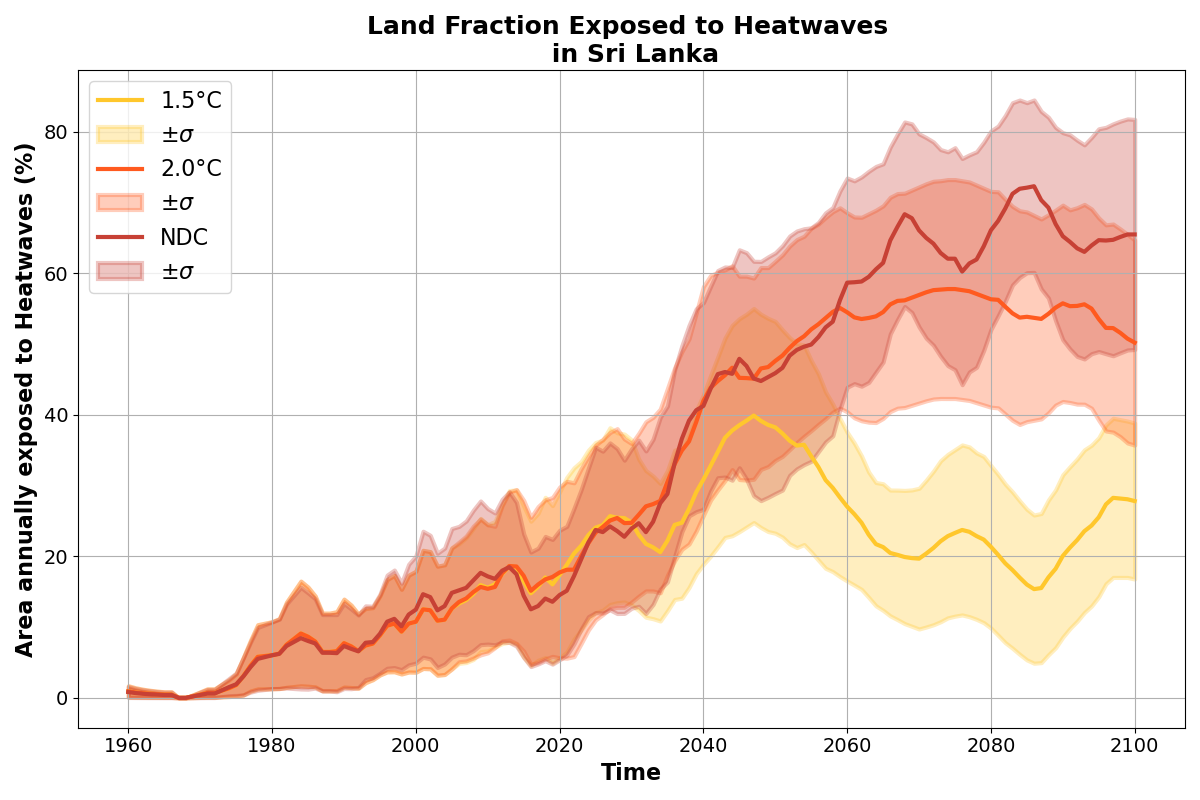 Land Fraction Exposed to Heatwaves
in Sri Lanka
Area annually exposed to Heatwaves (%)
80
60
40
20
0
1.5°C
±σ
2.0°C
±σ
NDC
±σ
1960 1980 2000 2020 2040 2060 2080 2100
Time